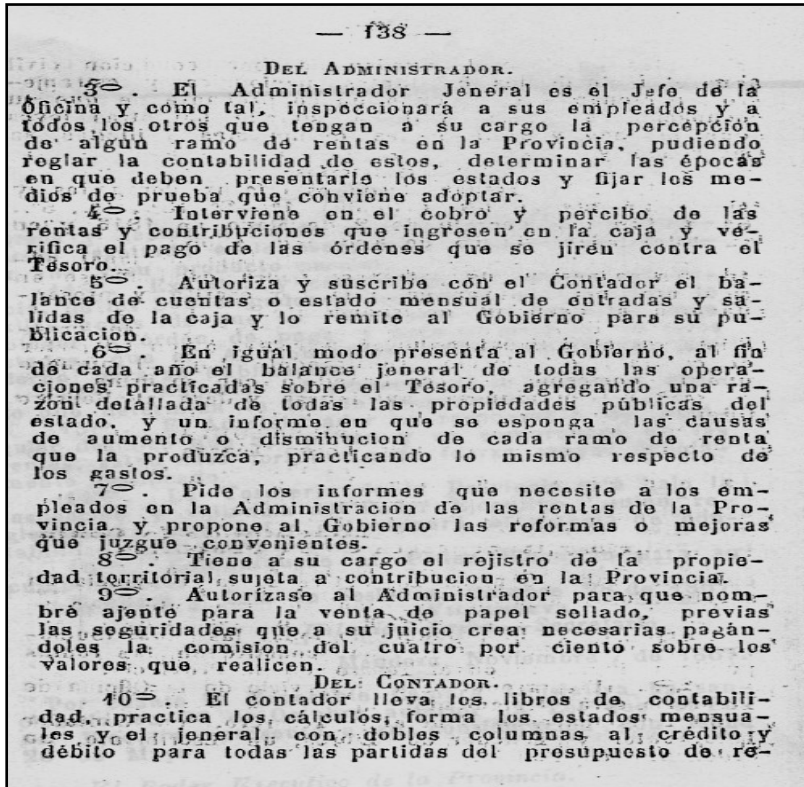 — 138 —
DEL ADMINISTRADOR.
3º. El Administrador Jeneral es el Jefe de la
Oficina y como tal, inspeccionará a sus empleados y a
todos los otros que tengan a su cargo la percepción
de algun ramo de rentas en la Provincia, pudiendo
reglar la contabilidad de estos, determinar las épocas
en que deben presentarle los estados y fijar los me-
dios de prueba que conviene adoptar.
4º. Interviene en el cobro y percibo de las
rentas y contribuciones que ingresen en la caja y ve-
rifica el pago de las órdenes que se jiren contra el
Tesoro.
5º. Autoriza y suscribe con el Contador el ba-
lance de cuentas o estado mensual de entradas y sa-
lidas de la caja y lo remite al Gobierno para su pu-
blicacion.
6º. En igual modo presenta al Gobierno, al fin
de cada año el balance jeneral de todas las opera-
ciones practicadas sobre el Tesoro, agregando una ra-
zon detallada de todas las propiedades públicas del
estado, y un informe en que se esponga las causas
de aumento o disminucion de cada ramo de renta
que la produzca, practicando lo mismo respecto de
los gastos.
7º. Pide los informes que necesite a los em-
pleados en la Administracion de las rentas de la Pro-
vincia y propone al Gobierno las reformas o mejoras
que juzgue convenientes.
8º. Tiene a su cargo el rejistro de la propie-
dad territorial sujeta a contribucion en la Provincia.
9º. Autorízase al Administrador para que nom-
bre ajente para la venta de papel sellado, previas
las seguridades que a su juicio crea necesarias pagán-
doles la comision del cuatro por ciento sobre los
valores que realicen.
DEL CONTADOR.
10º. El contador lleva los libros de contabili-
dad, practica los cálculos, forma los estados mensua-
les y el jeneral con dobles columnas al crédito y
débito para todas las partidas del presupuesto de re-